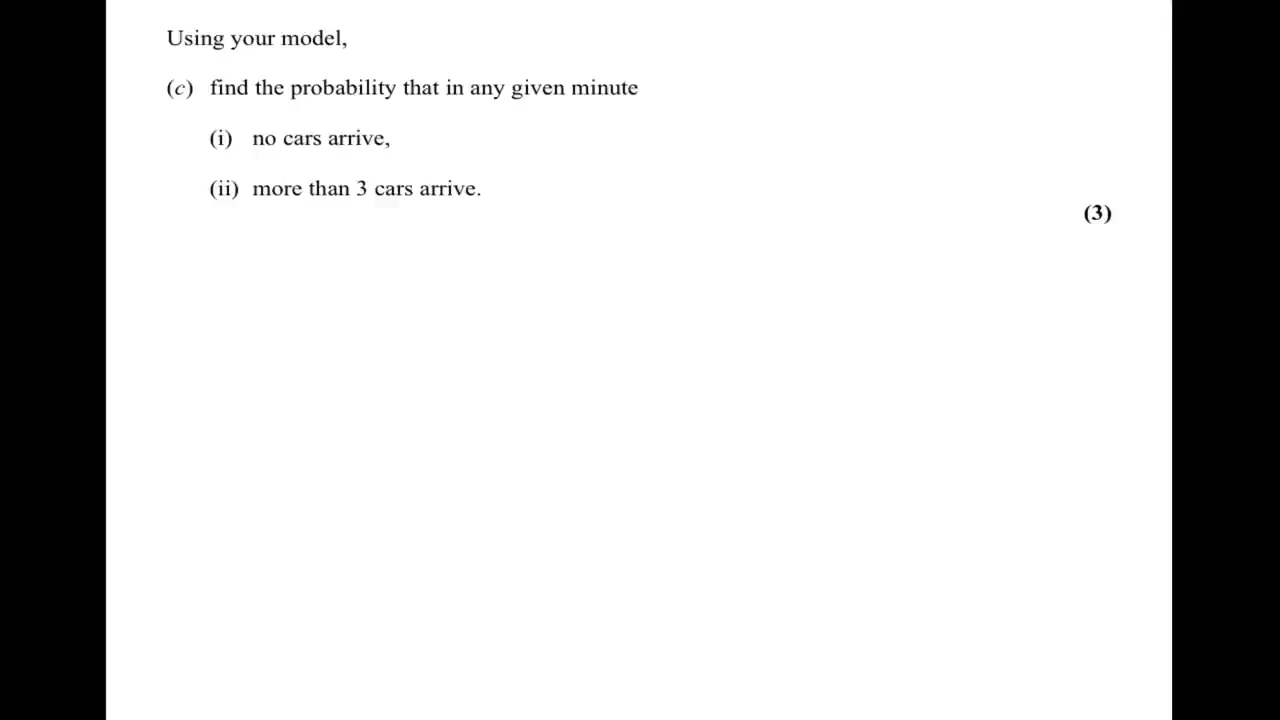 Using your model,
(c) find the probability that in any given minute
(i) no cars arrive,
(ii) more than 3 cars arrive.
(3)